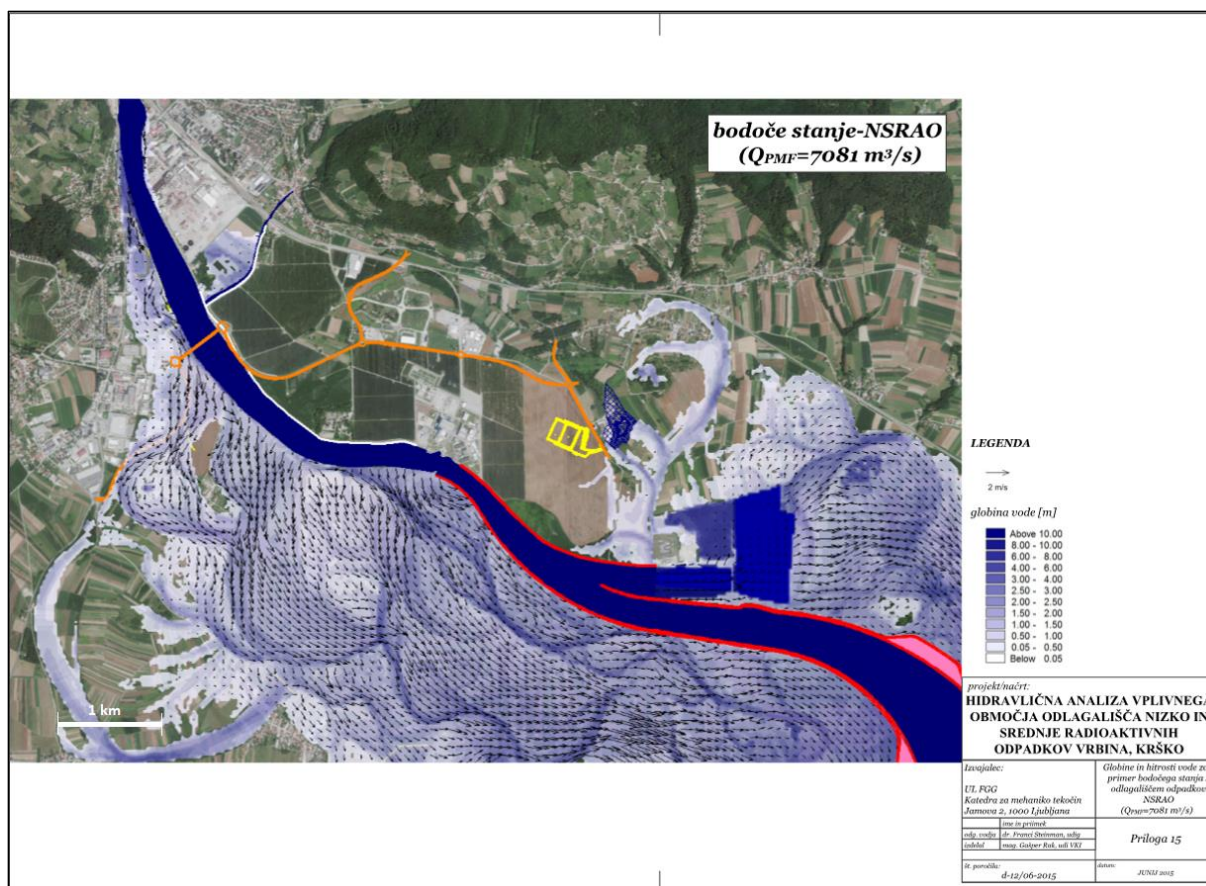 bodoče stanje-NSRAO
(QPMF=7081 m³/s)
LEGENDA
2 m/s
globina vode [m]
Above 10.00
8.00 - 10.00
6.00 - 8.00
4.00 - 6.00
3.00 - 4.00
2.50 - 3.00
2.00 - 2.50
1.50 - 2.00
1.00 - 1.50
0.50 - 1.00
0.05 - 0.50
Below 0.05
1 km
projekt/načrt:
HIDRAVLIČNA ANALIZA VPLIVNEGA
OBMOČJA ODLAGALIŠČA NIZKO IN
SREDNJE RADIOAKTIVNIH
ODPADKOV VRBINA, KRŠKO
Izvajalec:
UL FGG
Katedra za mehaniko tekočin
Jamova 2, 1000 Ljubljana
Globine in hitrosti vode za
primer bodočega stanja z
odlagališčem odpadkov
NSRAO
(QPMF=7081 m³/s)
ime in priimek
odg. vodja dr. Franci Steinman, udig
izdelal mag. Gašper Rak, udi VKI
Priloga 15
št. poročila:
d-12/06-2015
datum:
JUNIJ 2015